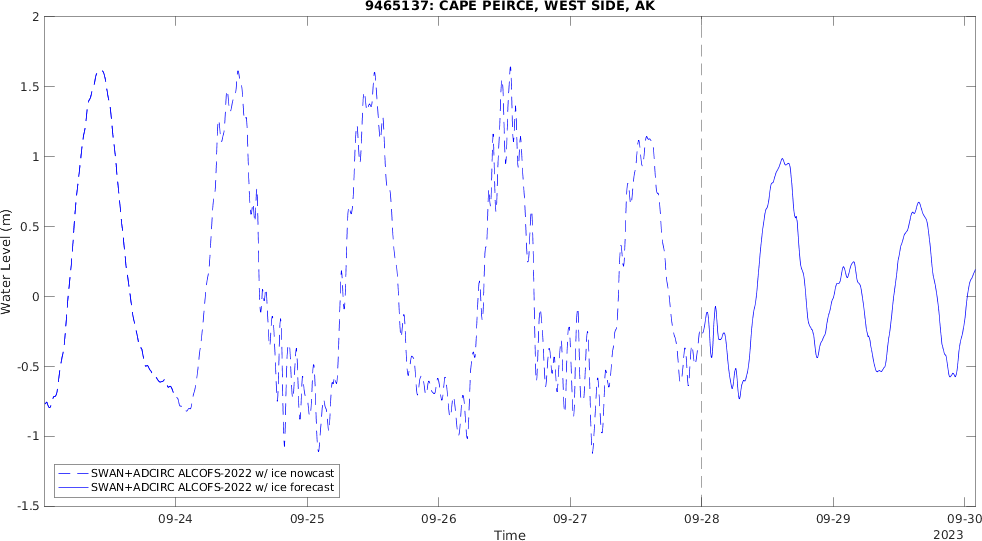 9465137: CAPE PEIRCE, WEST SIDE, AK
2
1.5
1
0.5
0
-0.5
-1
-1.5
Water Level (m)
SWAN+ADCIRC ALCOFS-2022 w/ ice nowcast
SWAN+ADCIRC ALCOFS-2022 w/ ice forecast
09-24 09-25 09-26 09-27 09-28 09-29 09-30
Time
2023